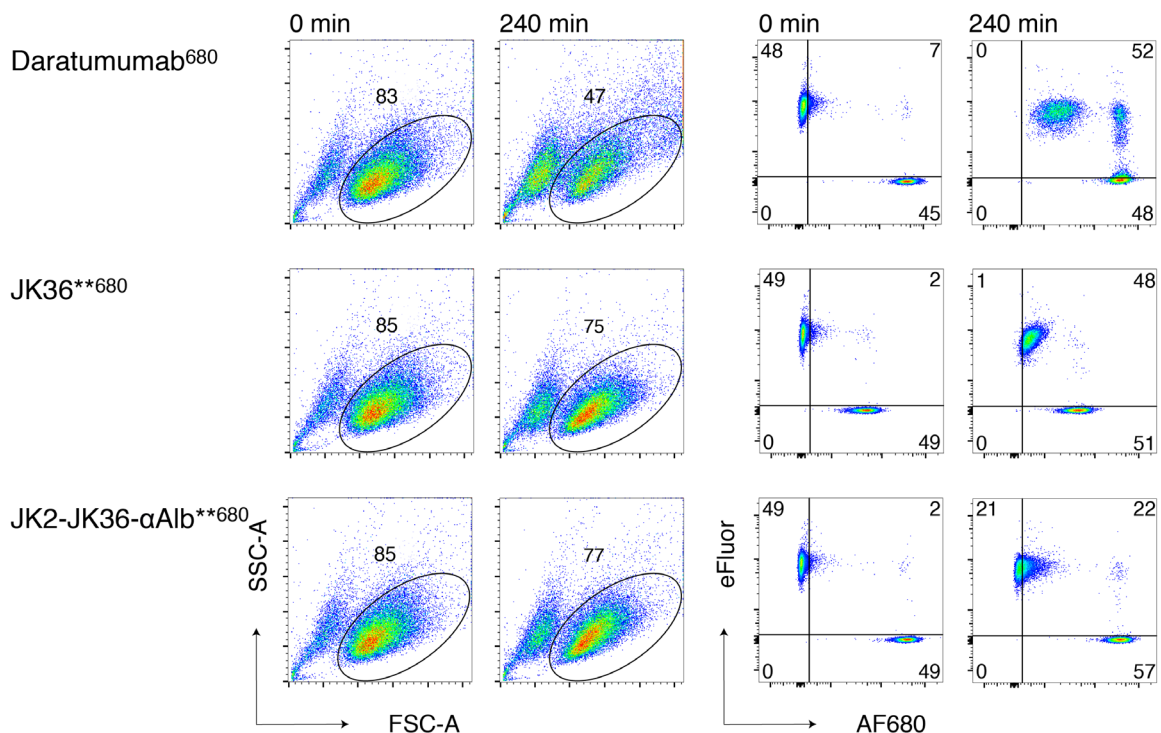 0 min 240 min 0 min 240 min
Daratumumab680
83 47
48 7 0 52
0 45 0 48
JK36**680
85 75
49 2 1 48
0 49 0 51
JK2-JK36-αAlb**680
85 77
49 2 21 22
0 49 0 57
SSC-A
FSC-A
eFluor
AF680